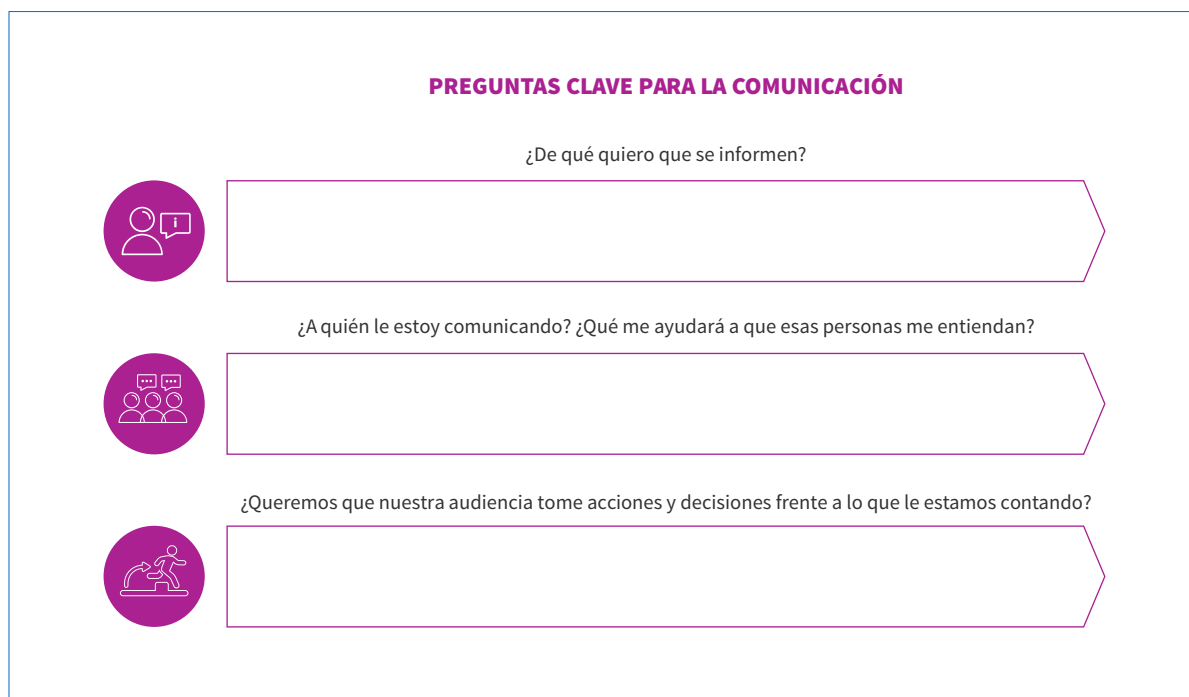 PREGUNTAS CLAVE PARA LA COMUNICACIÓN
¿De qué quiero que se informen?
i
¿A quién le estoy comunicando? ¿Qué me ayudará a que esas personas me entiendan?
¿Queremos que nuestra audiencia tome acciones y decisiones frente a lo que le estamos contando?